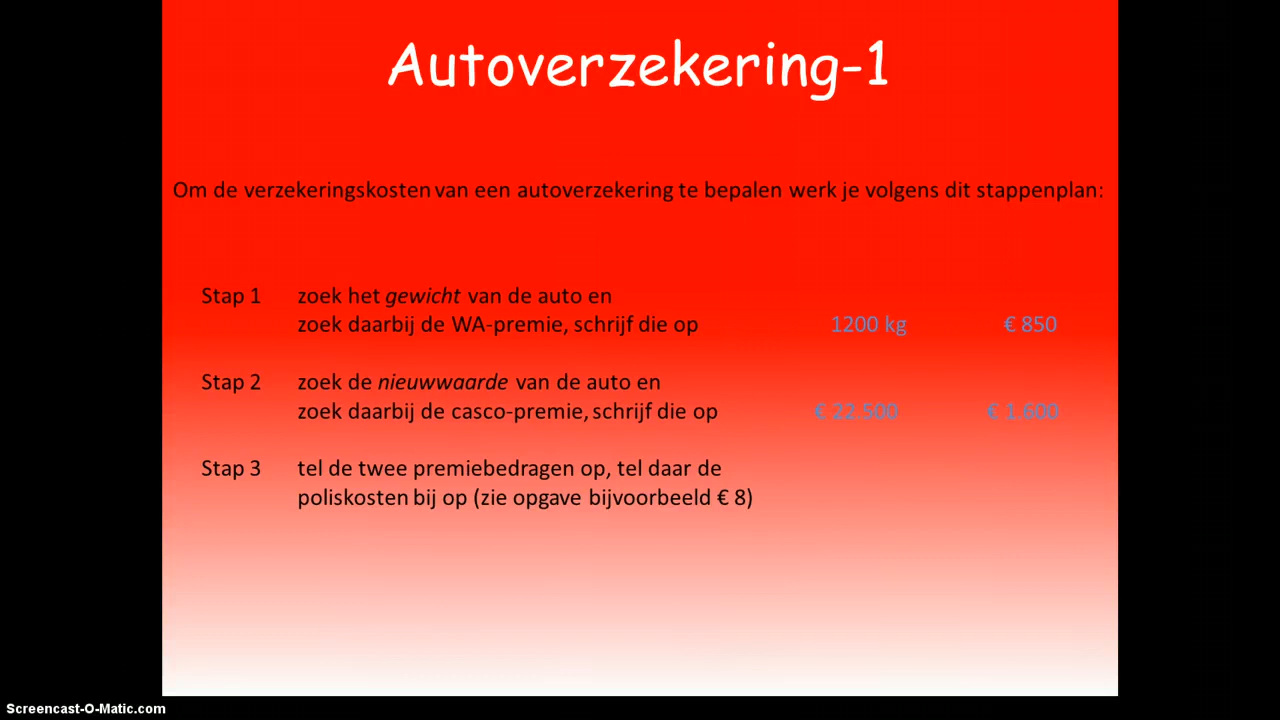 Autoverzekering-1
Om de verzekeringskosten van een autoverzekering te bepalen werk je volgens dit stappenplan:
Stap 1 zoek het gewicht van de auto en
zoek daarbij de WA-premie, schrijf die op 1200 kg € 850
Stap 2 zoek de nieuwwaarde van de auto en
zoek daarbij de casco-premie, schrijf die op € 22.500 € 1.600
Stap 3 tel de twee premiebedragen op, tel daar de
poliskosten bij op (zie opgave bijvoorbeeld € 8)
Screencast-O-Matic.com